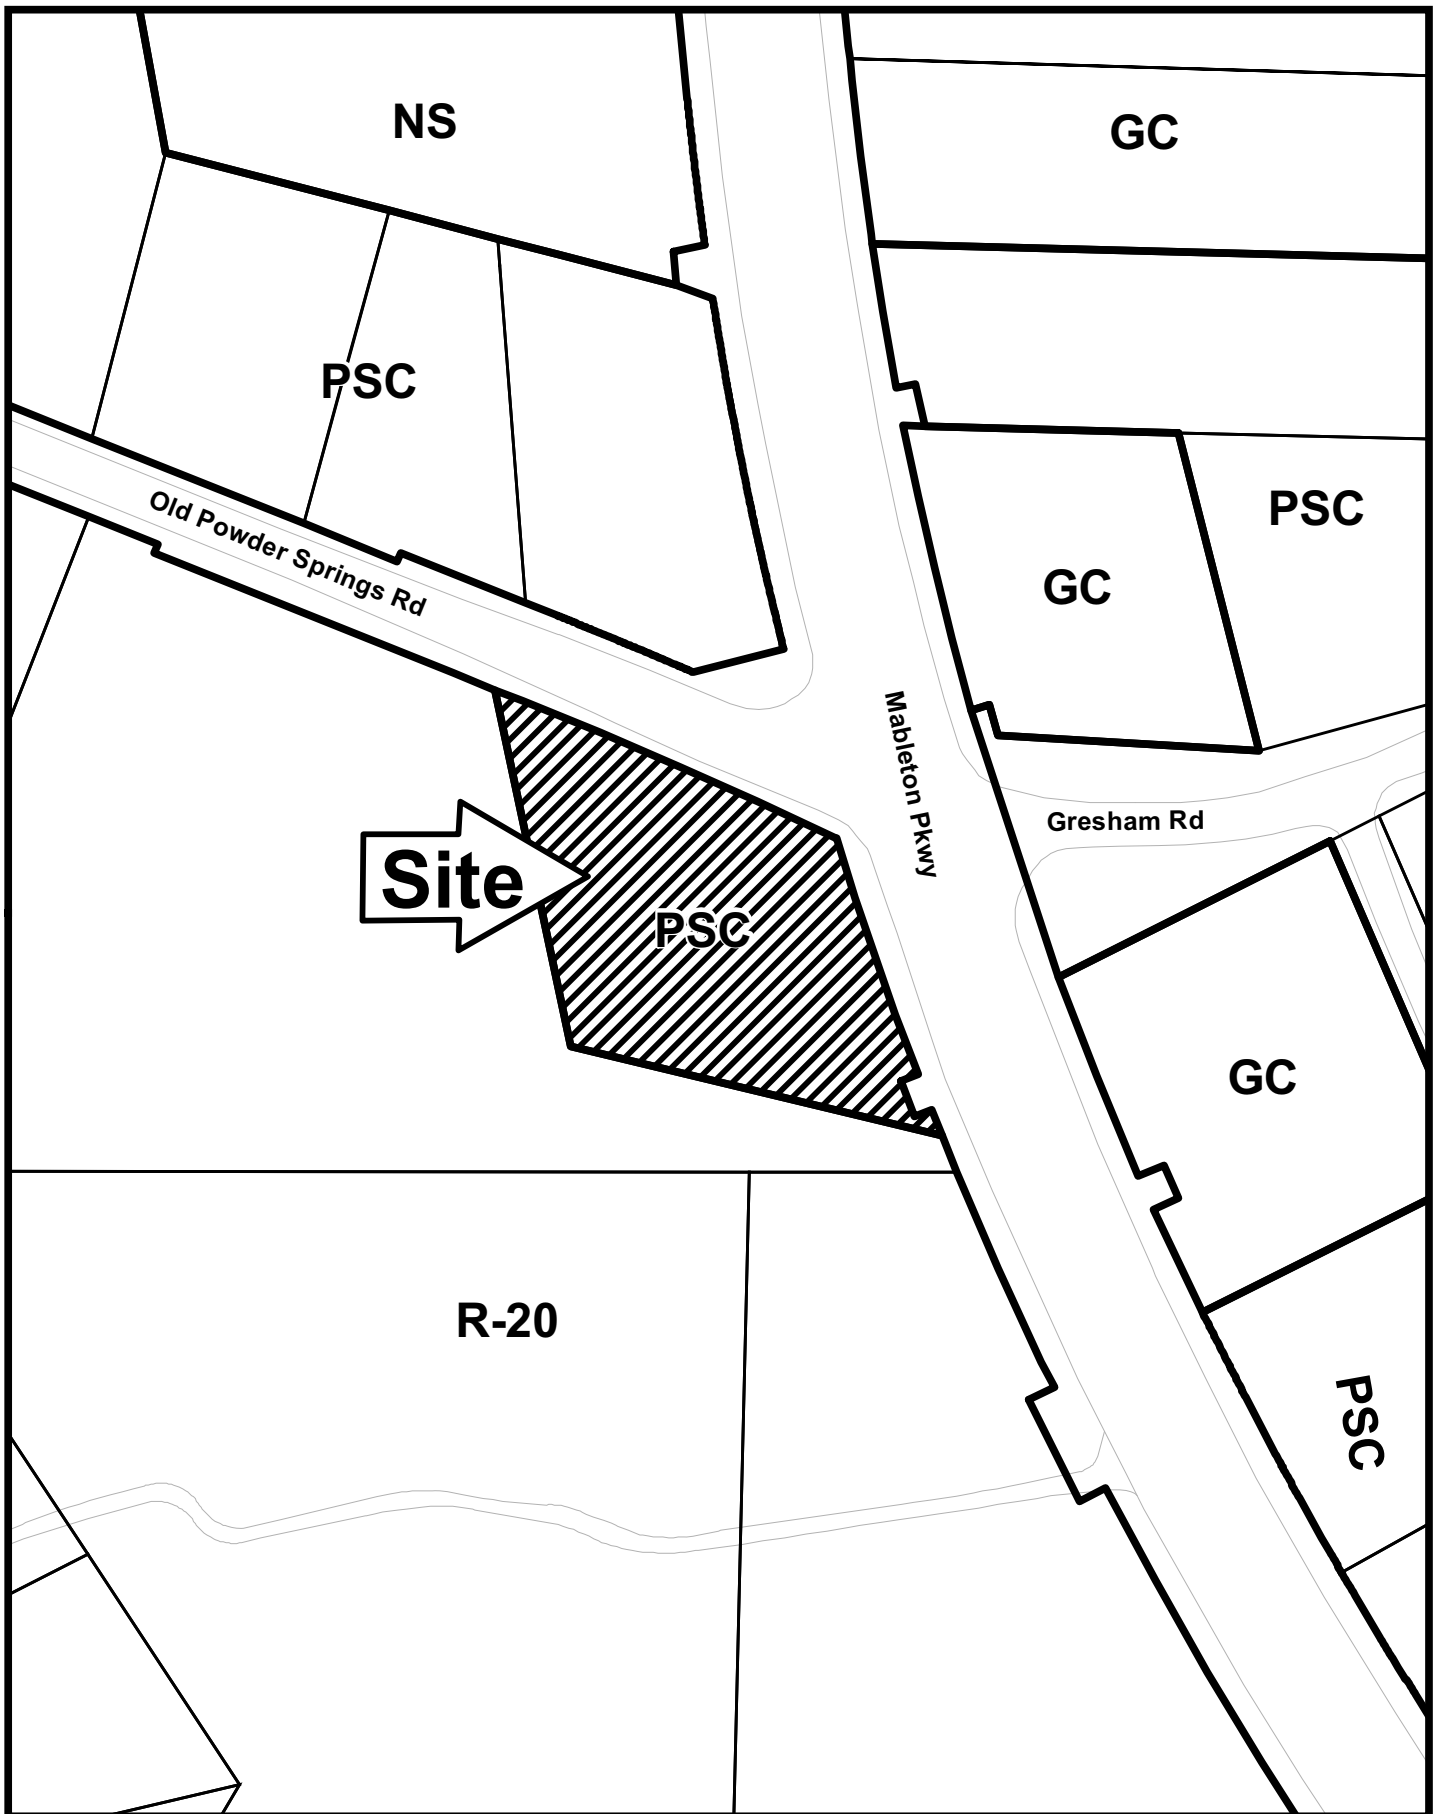 NS
GC
PSC
PSC
GC
Old Powder Springs Rd
Mableton Pkwy
Gresham Rd
Site
PSC
GC
R-20
PSC